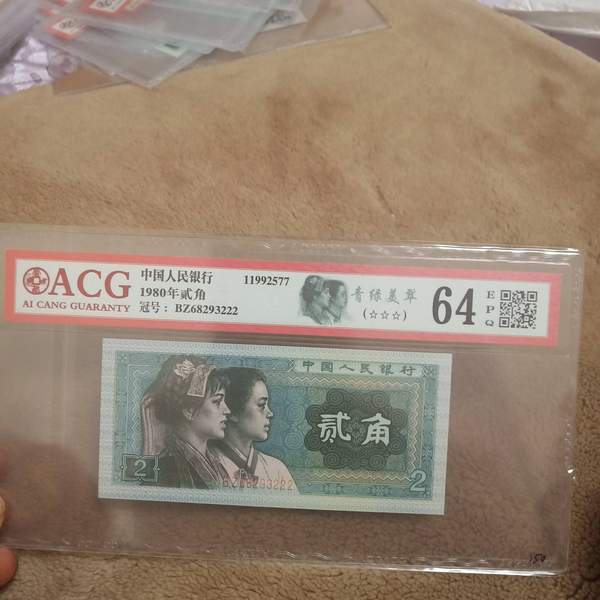 ACG
AI CANG GUARANTY
中国人民银行 11992577
1980年贰角
冠号：BZ68293222
青绿美翠
(☆☆☆)
64
EPQ
中国人民银行
贰角
2
BZ68293222
2